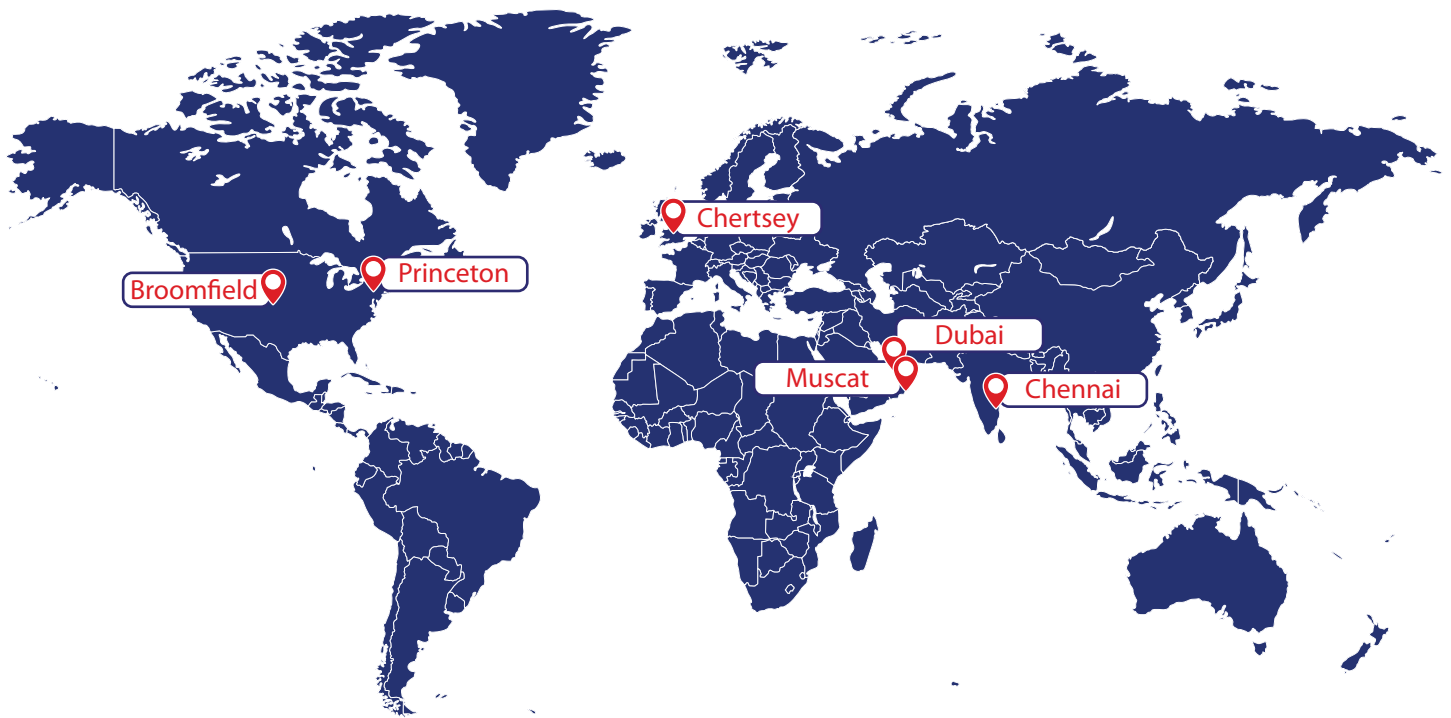 Chertsey
Princeton
Broomfield
Dubai
Muscat
Chennai